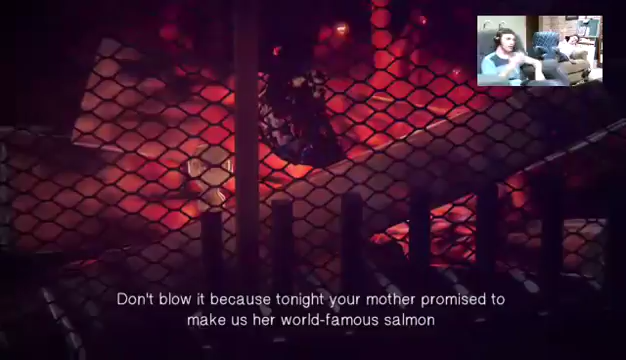 Don't blow it because tonight your mother promised to
make us her world-famous salmon